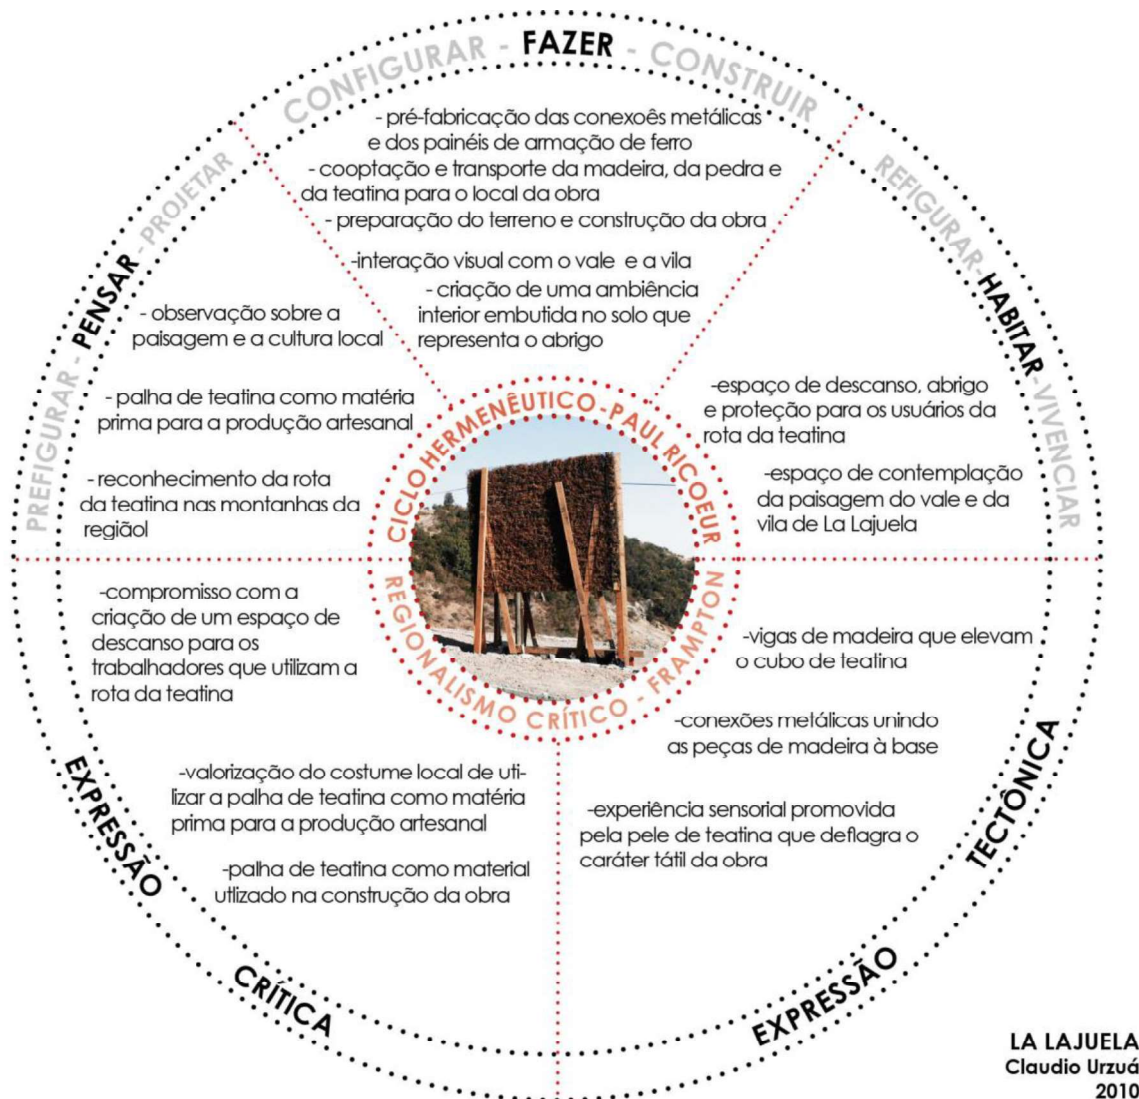 CONFIGURAR - FAZER - CONSTRUIR
- pré-fabricação das conexoês metálicas
e dos painéis de armação de ferro
- cooptação e transporte da madeira, da pedra e
da teatina para o local da obra
- preparação do terreno e construção da obra
-interação visual com o vale e a vila
- criação de uma ambiência
interior embutida no solo que
representa o abrigo
PREFIGURAR - PENSAR - PROJETAR
- observação sobre a
paisagem e a cultura local
- palha de teatina como matéria
prima para a produção artesanal
- reconhecimento da rota
da teatina nas montanhas da
regiãol
REFIGURAR - HABITAR - VIVENCIAR
-espaço de descanso, abrigo
e proteção para os usuários da
rota da teatina
-espaço de contemplação
da paisagem do vale e da
vila de La Lajuela
CICLO HERMENÊUTICO - PAUL RICOEUR
REGIONALISMO CRÍTICO - FRAMPTON
-compromisso com a
criação de um espaço de
descanso para os
trabalhadores que utilizam a
rota da teatina
-valorização do costume local de uti-
lizar a palha de teatina como matéria
prima para a produção artesanal
-palha de teatina como material
utlizado na construção da obra
EXPRESSÃO CRÍTICA
-vigas de madeira que elevam
o cubo de teatina
-conexões metálicas unindo
as peças de madeira à base
-experiência sensorial promovida
pela pele de teatina que deflagra o
caráter tátil da obra
EXPRESSÃO TECTÔNICA
LA LAJUELA
Claudio Urzuá
2010